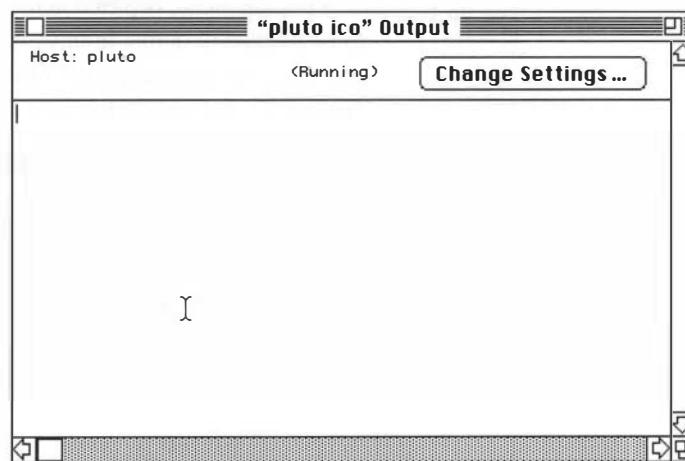 “pluto ico” Output
Host: pluto
(Running)
Change Settings ...